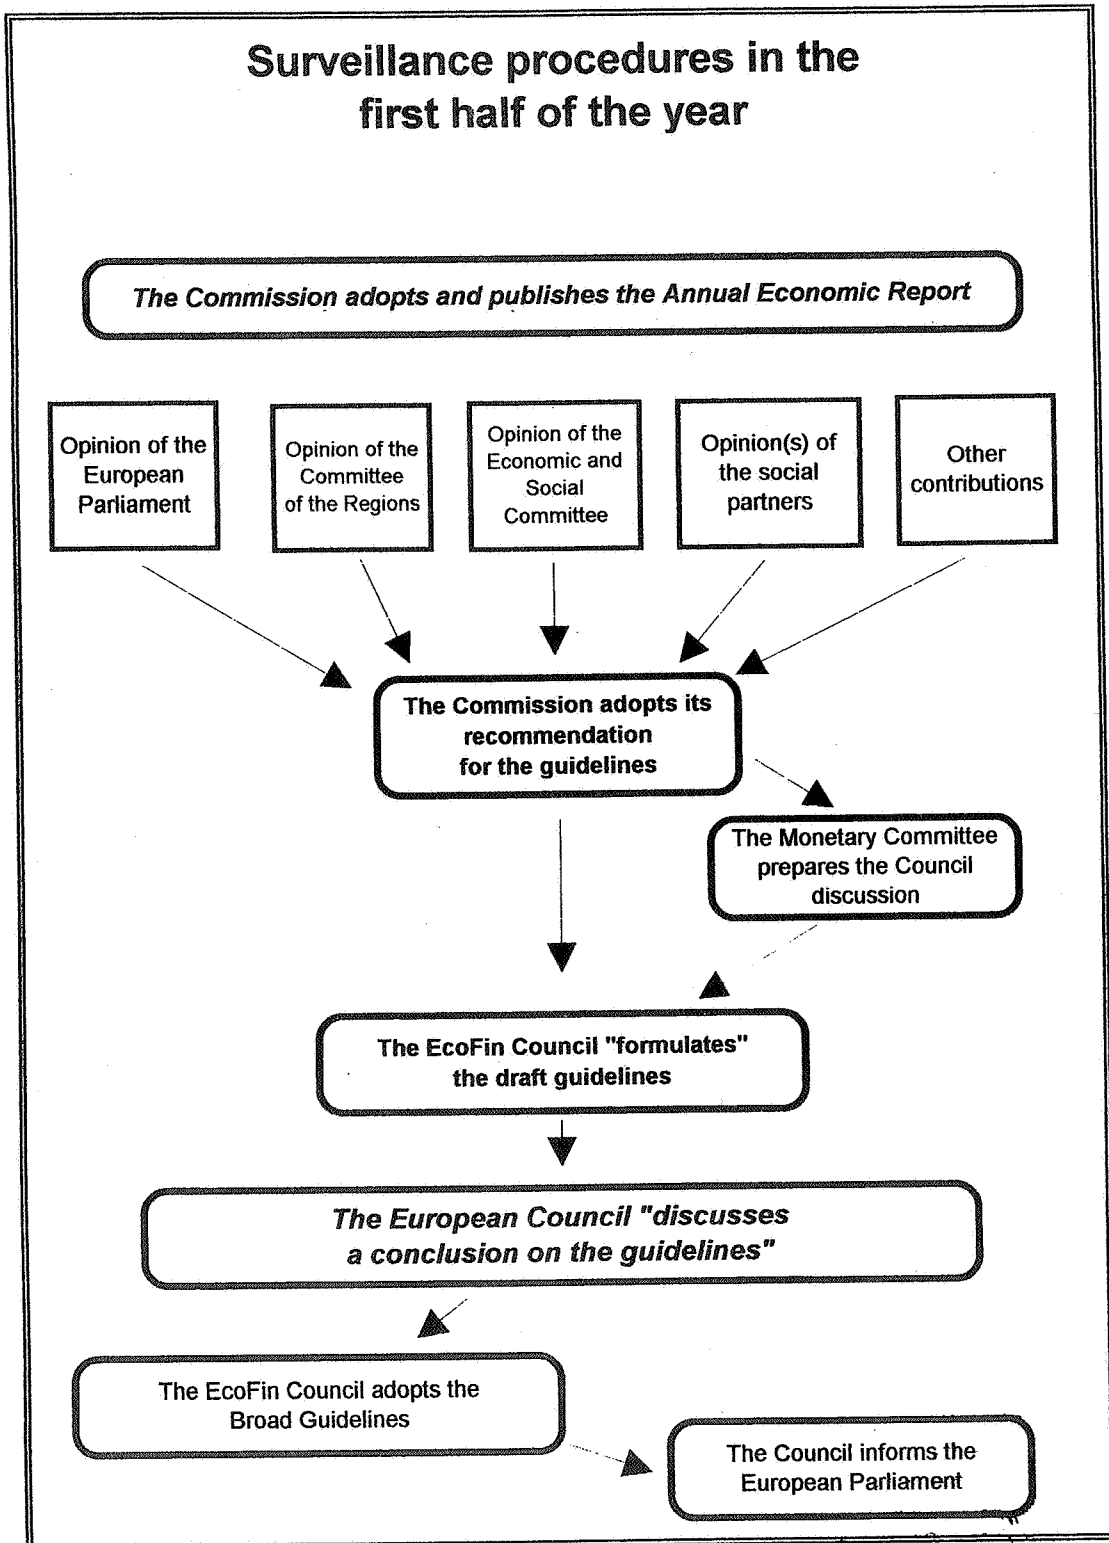 Surveillance procedures in the
first half of the year
The Commission adopts and publishes the Annual Economic Report
Opinion of the
European
Parliament
Opinion of the
Committee
of the Regions
Opinion of the
Economic and
Social
Committee
Opinion(s) of
the social
partners
Other
contributions
The Commission adopts its
recommendation
for the guidelines
The Monetary Committee
prepares the Council
discussion
The EcoFin Council "formulates"
the draft guidelines
The European Council "discusses
a conclusion on the guidelines"
The EcoFin Council adopts the
Broad Guidelines
The Council informs the
European Parliament